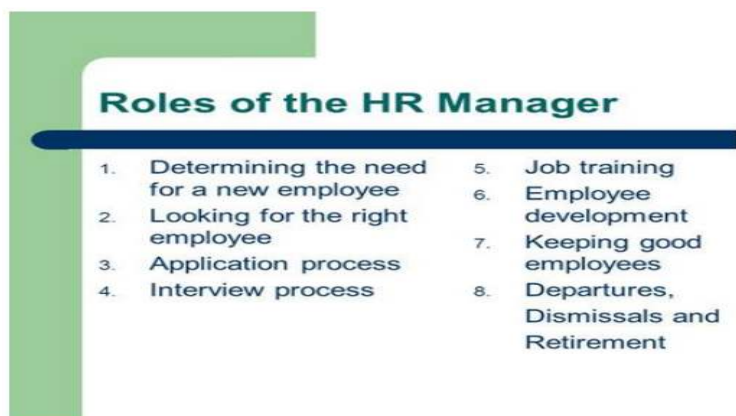 Roles of the HR Manager
1. Determining the need
for a new employee
2. Looking for the right
employee
3. Application process
4. Interview process
5. Job training
6. Employee
development
7. Keeping good
employees
8. Departures,
Dismissals and
Retirement